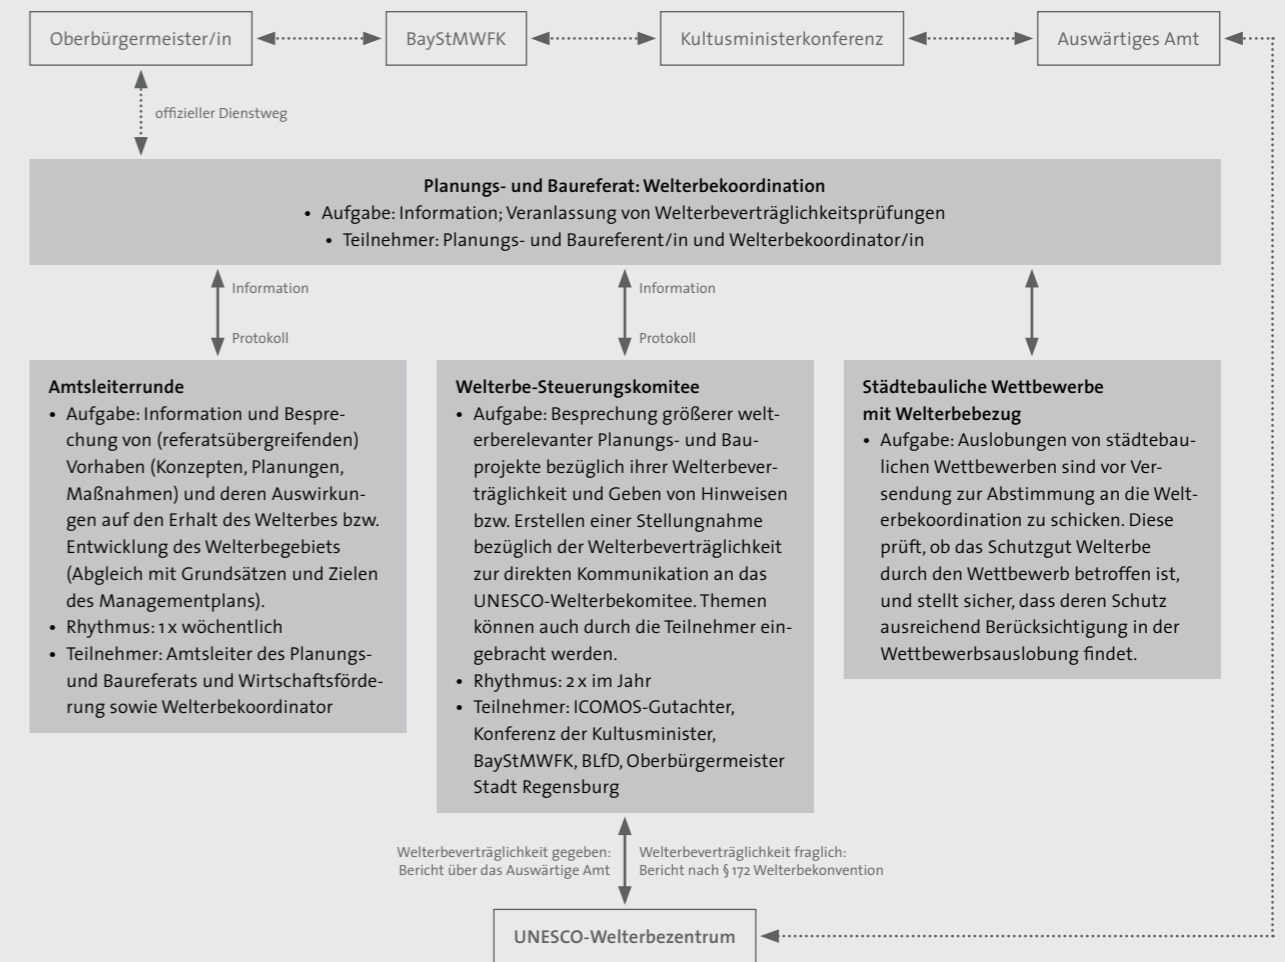 Oberbürgermeister/in
BayStMWFK
Kultusministerkonferenz
Auswärtiges Amt
offizieller Dienstweg
Planungs- und Baureferat: Welterbekoordination
• Aufgabe: Information; Veranlassung von Welterbeverträglichkeitsprüfungen
• Teilnehmer: Planungs- und Baureferent/in und Welterbekoordinator/in
Information
Protokoll
Information
Protokoll
Amtsleiterrunde
• Aufgabe: Information und Bespre-
chung von (referatsübergreifenden)
Vorhaben (Konzepten, Planungen,
Maßnahmen) und deren Auswirkun-
gen auf den Erhalt des Welterbes bzw.
Entwicklung des Welterbegebiets
(Abgleich mit Grundsätzen und Zielen
des Managementplans).
• Rhythmus: 1 x wöchentlich
• Teilnehmer: Amtsleiter des Planungs-
und Baureferats und Wirtschaftsförde-
rung sowie Welterbekoordinator
Welterbe-Steuerungskomitee
• Aufgabe: Besprechung größerer welt-
erberelevanter Planungs- und Bau-
projekte bezüglich ihrer Welterbever-
träglichkeit und Geben von Hinweisen
bzw. Erstellen einer Stellungnahme
bezüglich der Welterbeverträglichkeit
zur direkten Kommunikation an das
UNESCO-Welterbekomitee. Themen
können auch durch die Teilnehmer ein-
gebracht werden.
• Rhythmus: 2 x im Jahr
• Teilnehmer: ICOMOS-Gutachter,
Konferenz der Kultusminister,
BayStMWFK, BLfD, Oberbürgermeister
Stadt Regensburg
Städtebauliche Wettbewerbe
mit Welterbebezug
• Aufgabe: Auslobungen von städtebau-
lichen Wettbewerben sind vor Ver-
sendung zur Abstimmung an die Welt-
erbekoordination zu schicken. Diese
prüft, ob das Schutzgut Welterbe
durch den Wettbewerb betroffen ist,
und stellt sicher, dass deren Schutz
ausreichend Berücksichtigung in der
Wettbewerbsauslobung findet.
Welterbeverträglichkeit gegeben:
Bericht über das Auswärtige Amt
Welterbeverträglichkeit fraglich:
Bericht nach § 172 Welterbekonvention
UNESCO-Welterbezentrum